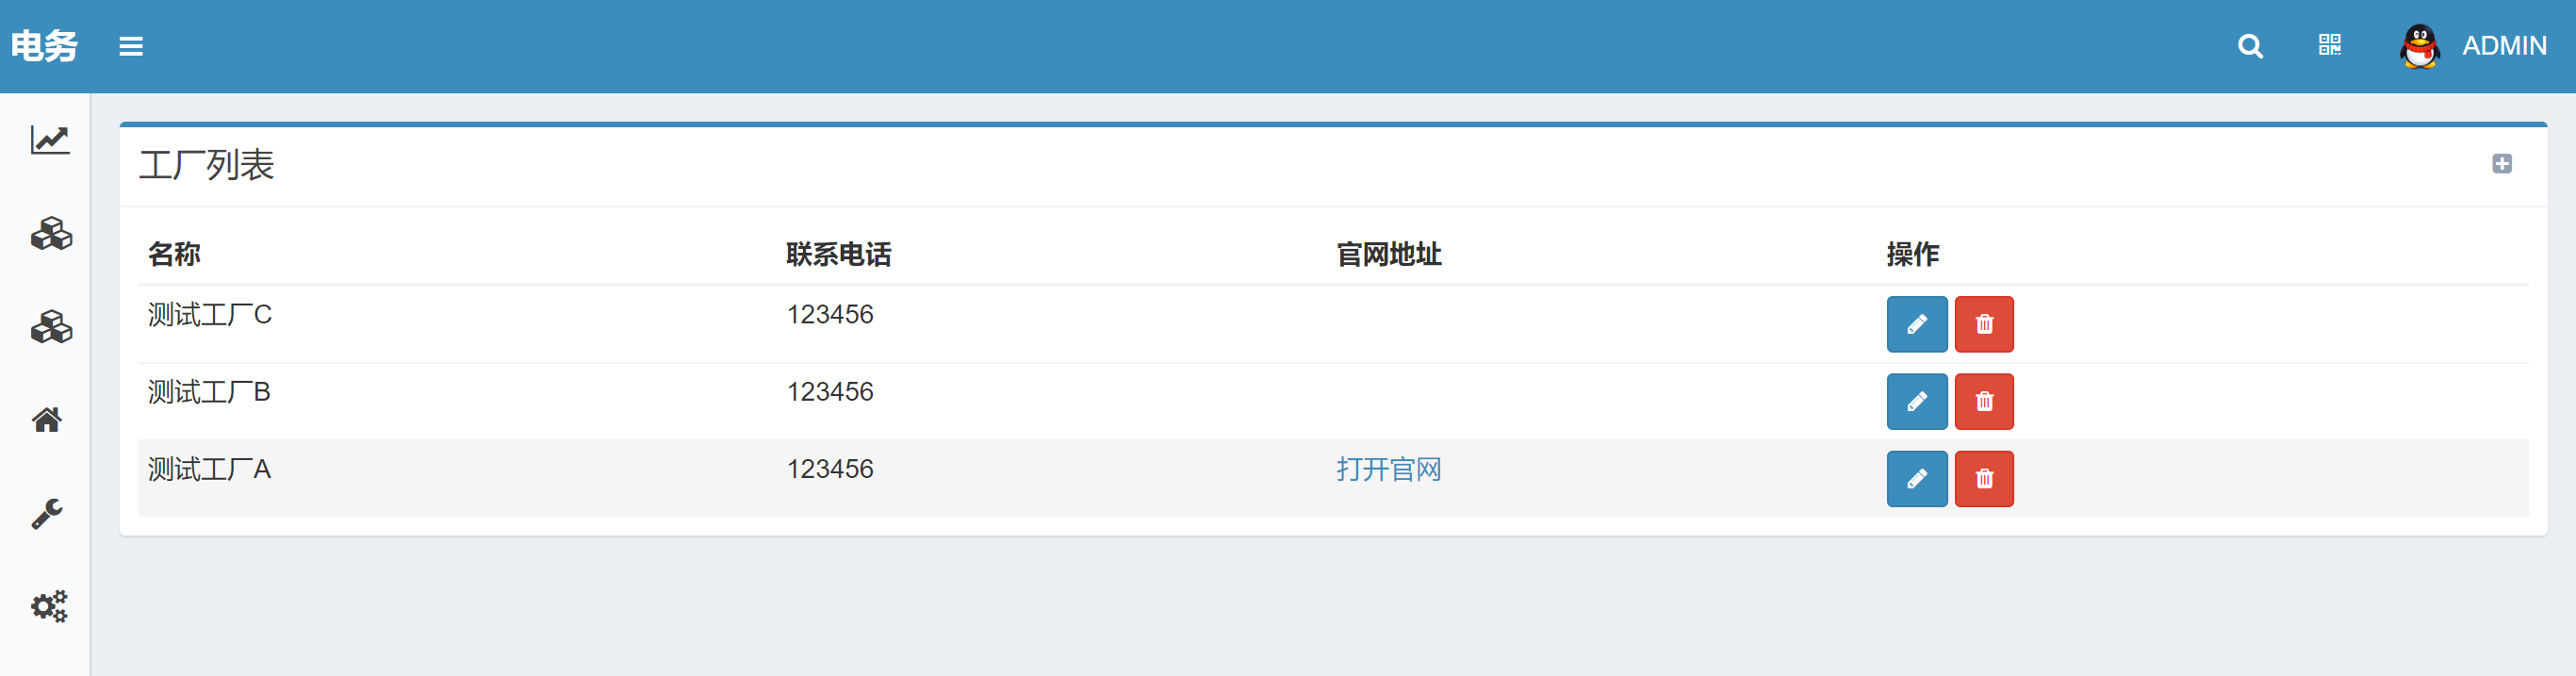 电务 ADMIN
工厂列表
名称 联系电话 官网地址 操作
测试工厂C 123456
测试工厂B 123456
测试工厂A 123456 打开官网